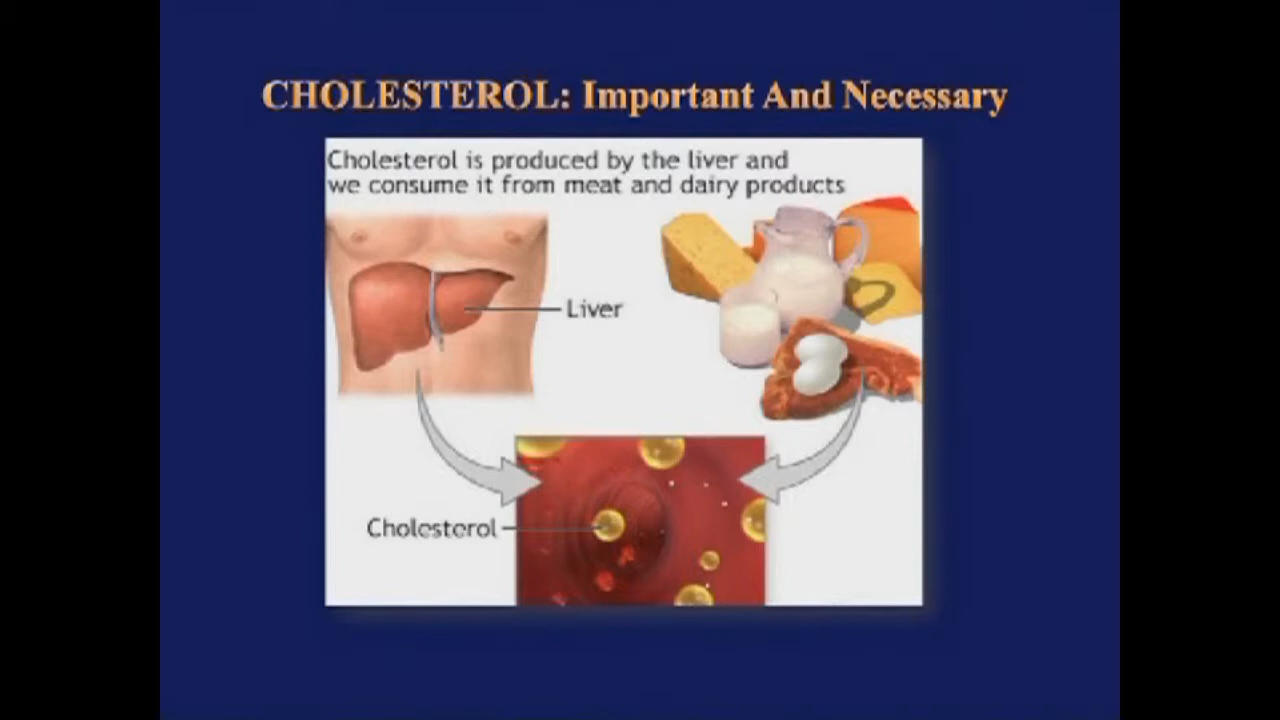 CHOLESTEROL: Important And Necessary
Cholesterol is produced by the liver and
we consume it from meat and dairy products
Liver
Cholesterol